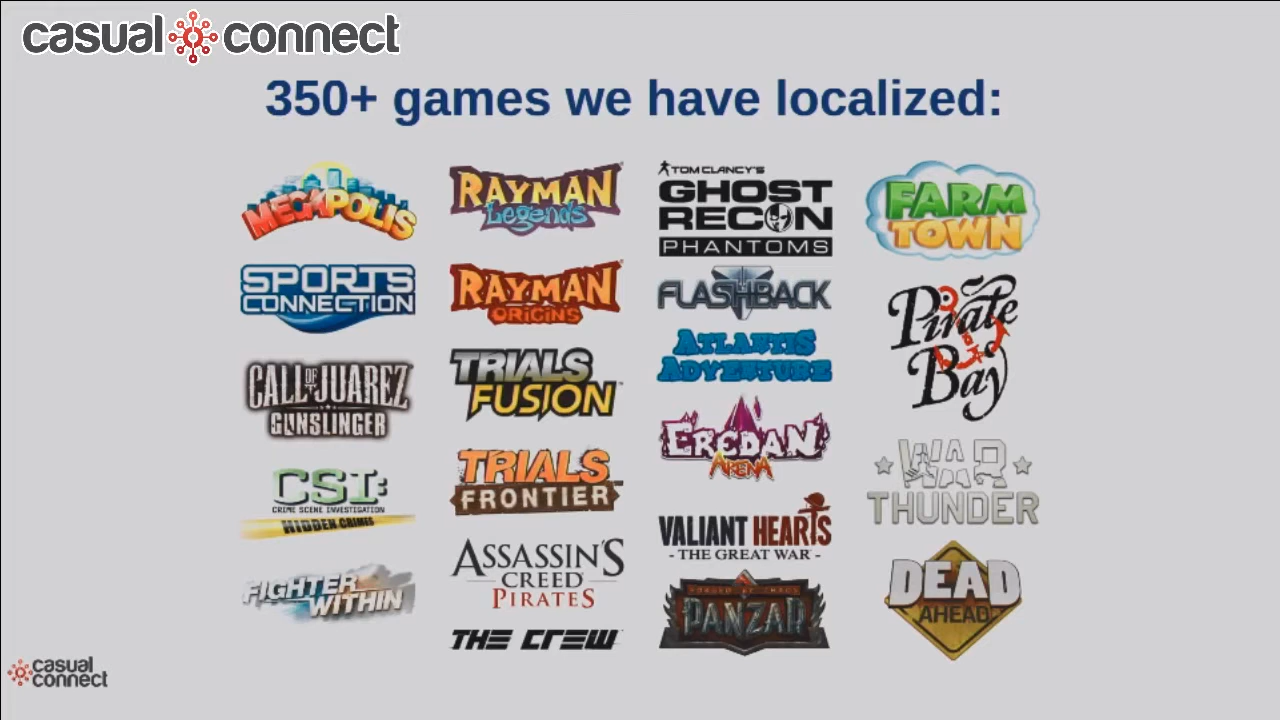 casual connect
350+ games we have localized:
MEGAPOLIS
SPORTS
CONNECTION
CALL OF JUAREZ
GUNSLINGER
CSI:
CRIME SCENE INVESTIGATION
HIDDEN CRIMES
FIGHTER
WITHIN
RAYMAN
Legends
RAYMAN
ORIGINS
TRIALS
FUSION
TRIALS
FRONTIER
ASSASSIN'S
CREED
PIRATES
THE CREW
TOM CLANCY'S
GHOST
RECON
PHANTOMS
FLASHBACK
ATLANTIS
ADVENTURE
EREDAN
ARENA
VALIANT HEARTS
- THE GREAT WAR -
FORGED BY CHAOS
PANZAR
FARM
TOWN
Pirate
Bay
WAR
THUNDER
DEAD
AHEAD
casual
connect